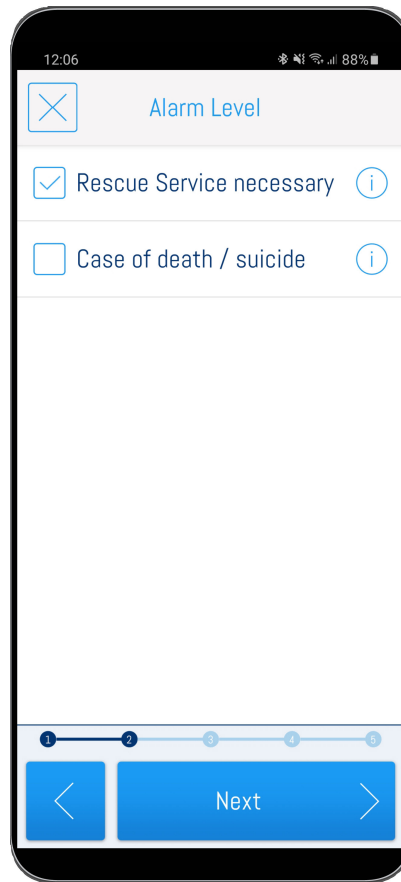 12:06 88%
Alarm Level
Rescue Service necessary i
Case of death / suicide i
1 2 3 4 5
Next